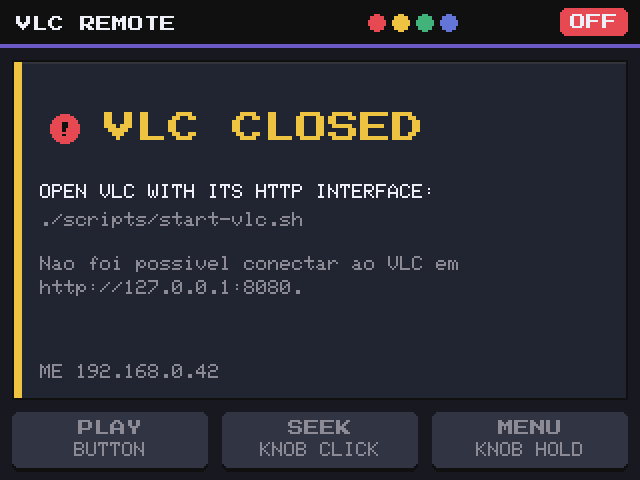 VLC REMOTE
OFF
! VLC CLOSED
OPEN VLC WITH ITS HTTP INTERFACE:
./scripts/start-vlc.sh
Nao foi possivel conectar ao VLC em
http://127.0.0.1:8080.
ME 192.168.0.42
PLAY
BUTTON
SEEK
KNOB CLICK
MENU
KNOB HOLD